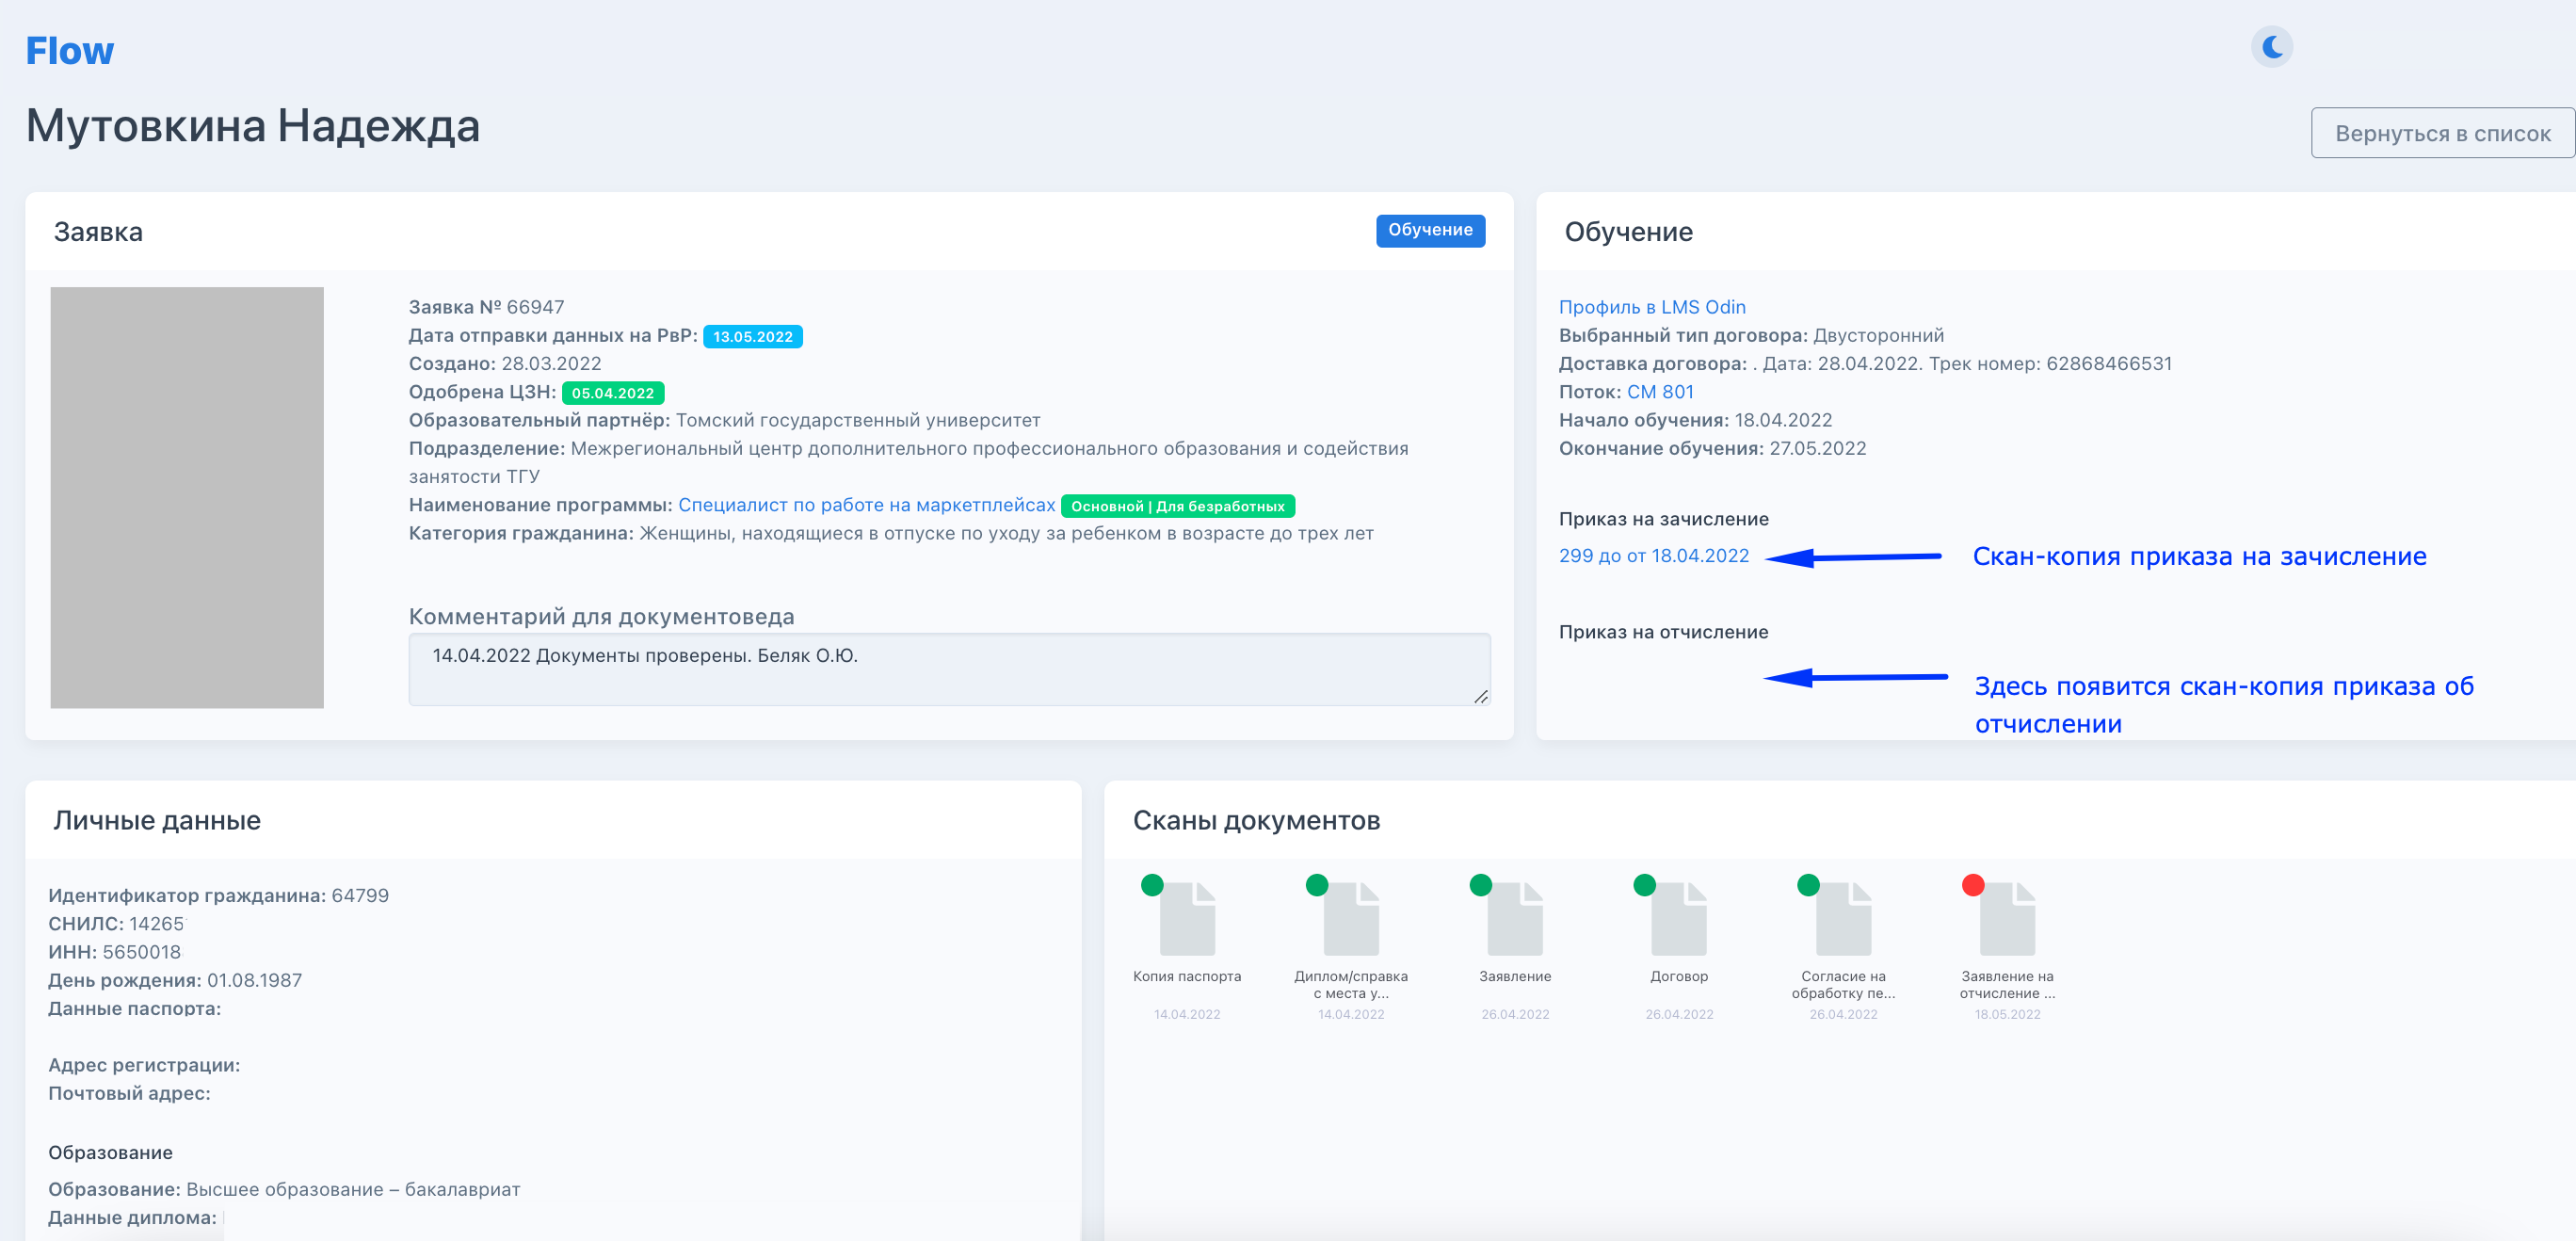 Flow
Мутовкина Надежда
Вернуться в список
Заявка
Обучение
Заявка № 66947
Дата отправки данных на РвР: 13.05.2022
Создано: 28.03.2022
Одобрена ЦЗН: 05.04.2022
Образовательный партнёр: Томский государственный университет
Подразделение: Межрегиональный центр дополнительного профессионального образования и содействия
занятости ТГУ
Наименование программы: Специалист по работе на маркетплейсах Основной | Для безработных
Категория гражданина: Женщины, находящиеся в отпуске по уходу за ребенком в возрасте до трех лет
Комментарий для документоведа
14.04.2022 Документы проверены. Беляк О.Ю.
Обучение
Профиль в LMS Odin
Выбранный тип договора: Двусторонний
Доставка договора: . Дата: 28.04.2022. Трек номер: 62868466531
Поток: СМ 801
Начало обучения: 18.04.2022
Окончание обучения: 27.05.2022
Приказ на зачисление
299 до от 18.04.2022
Скан-копия приказа на зачисление
Приказ на отчисление
Здесь появится скан-копия приказа об
отчислении
Личные данные
Идентификатор гражданина: 64799
СНИЛС: 14265
ИНН: 5650018
День рождения: 01.08.1987
Данные паспорта:
Адрес регистрации:
Почтовый адрес:
Образование
Образование: Высшее образование – бакалавриат
Данные диплома:
Сканы документов
Копия паспорта
14.04.2022
Диплом/справка
с места у...
14.04.2022
Заявление
26.04.2022
Договор
26.04.2022
Согласие на
обработку пе...
26.04.2022
Заявление на
отчисление ...
18.05.2022